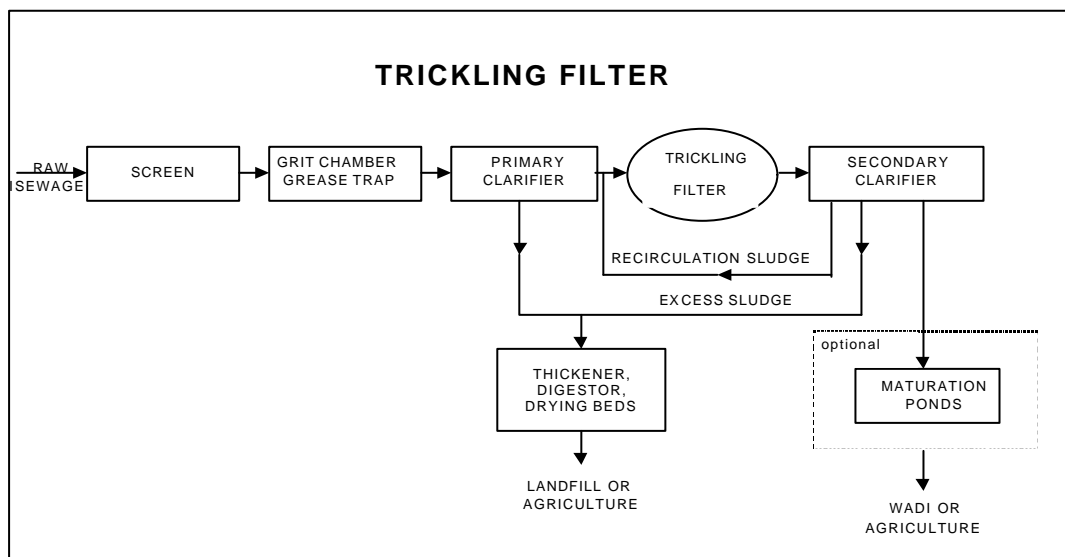 TRICKLING FILTER
RAW
ISEWAGE
SCREEN
GRIT CHAMBER
GREASE TRAP
PRIMARY
CLARIFIER
TRICKLING
FILTER
SECONDARY
CLARIFIER
RECIRCULATION SLUDGE
EXCESS SLUDGE
optional
THICKENER,
DIGESTOR,
DRYING BEDS
MATURATION
PONDS
LANDFILL OR
AGRICULTURE
WADI OR
AGRICULTURE